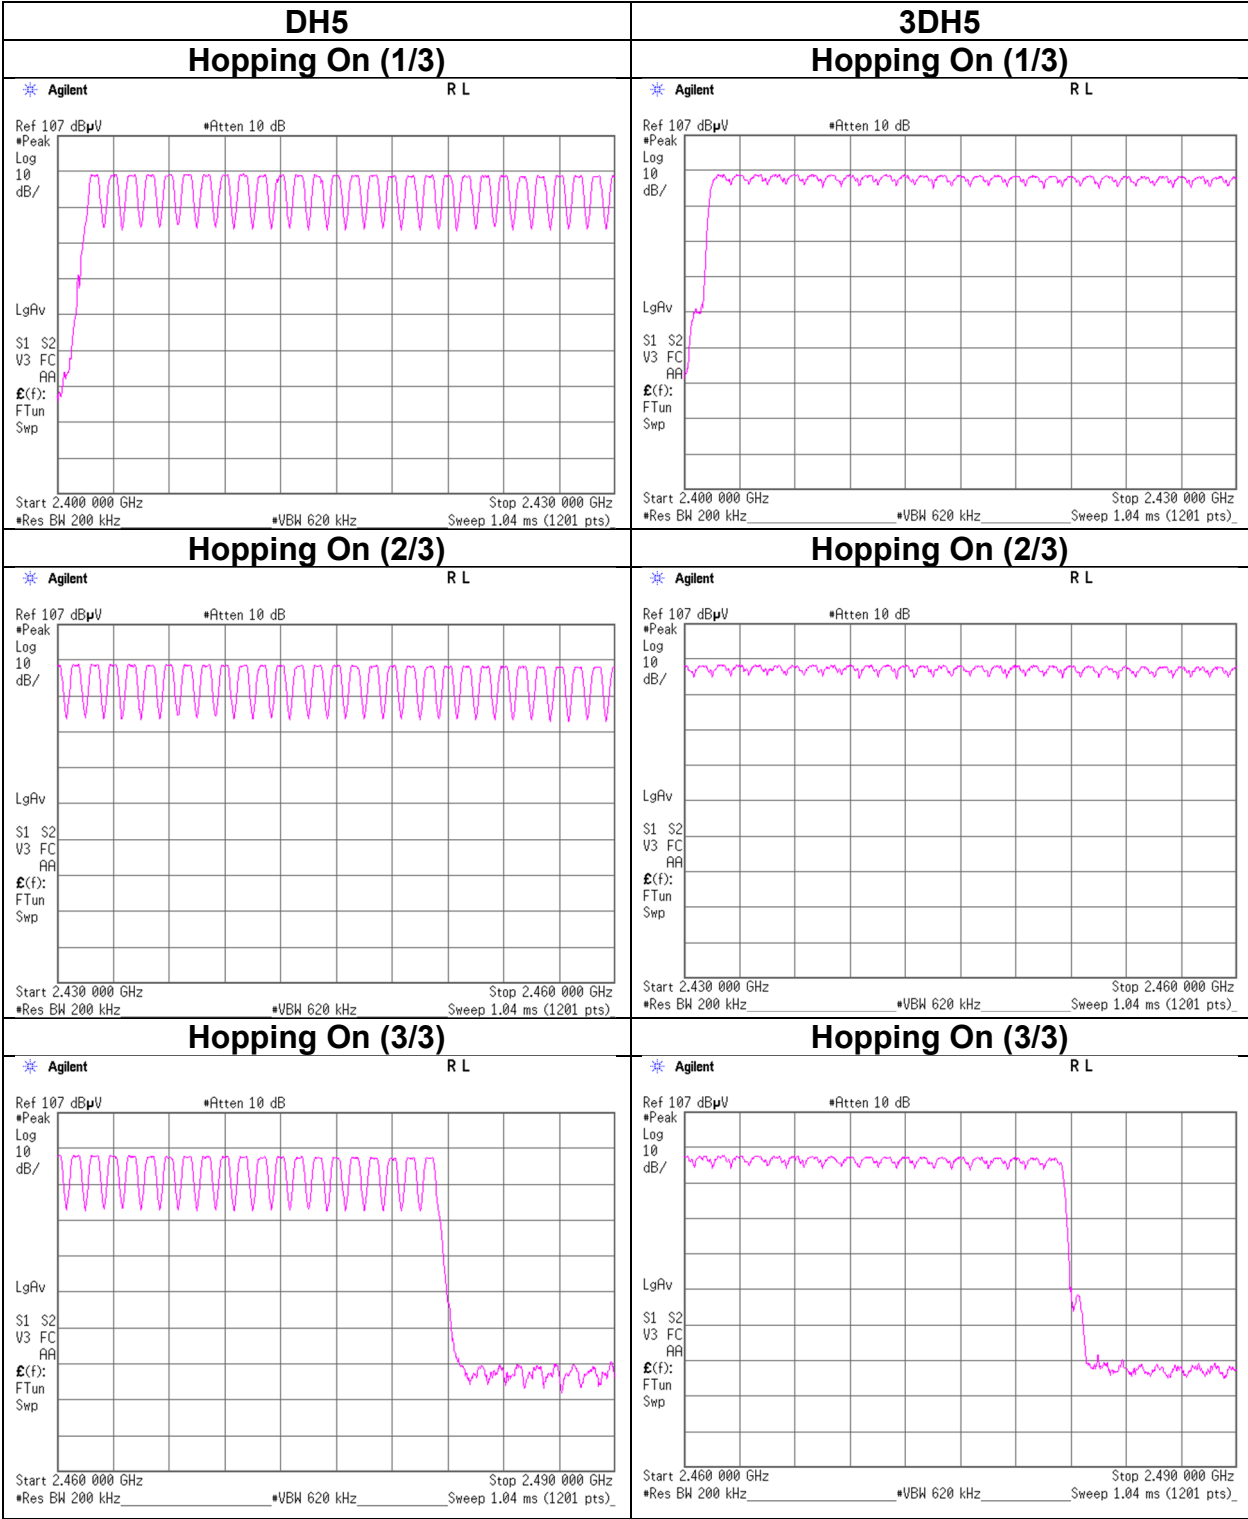 DH5 3DH5
Hopping On (1/3) Hopping On (1/3)
Agilent R L
Ref 107 dBµV #Atten 10 dB
#Peak
Log
10
dB/
LgAv
S1 S2
V3 FC
AA
£(f):
FTun
Swp
Start 2.400 000 GHz Stop 2.430 000 GHz
#Res BW 200 kHz #VBW 620 kHz Sweep 1.04 ms (1201 pts)
Agilent R L
Ref 107 dBµV #Atten 10 dB
#Peak
Log
10
dB/
LgAv
S1 S2
V3 FC
AA
£(f):
FTun
Swp
Start 2.400 000 GHz Stop 2.430 000 GHz
#Res BW 200 kHz #VBW 620 kHz Sweep 1.04 ms (1201 pts)
Hopping On (2/3) Hopping On (2/3)
Agilent R L
Ref 107 dBµV #Atten 10 dB
#Peak
Log
10
dB/
LgAv
S1 S2
V3 FC
AA
£(f):
FTun
Swp
Start 2.430 000 GHz Stop 2.460 000 GHz
#Res BW 200 kHz #VBW 620 kHz Sweep 1.04 ms (1201 pts)
Agilent R L
Ref 107 dBµV #Atten 10 dB
#Peak
Log
10
dB/
LgAv
S1 S2
V3 FC
AA
£(f):
FTun
Swp
Start 2.430 000 GHz Stop 2.460 000 GHz
#Res BW 200 kHz #VBW 620 kHz Sweep 1.04 ms (1201 pts)
Hopping On (3/3) Hopping On (3/3)
Agilent R L
Ref 107 dBµV #Atten 10 dB
#Peak
Log
10
dB/
LgAv
S1 S2
V3 FC
AA
£(f):
FTun
Swp
Start 2.460 000 GHz Stop 2.490 000 GHz
#Res BW 200 kHz #VBW 620 kHz Sweep 1.04 ms (1201 pts)
Agilent R L
Ref 107 dBµV #Atten 10 dB
#Peak
Log
10
dB/
LgAv
S1 S2
V3 FC
AA
£(f):
FTun
Swp
Start 2.460 000 GHz Stop 2.490 000 GHz
#Res BW 200 kHz #VBW 620 kHz Sweep 1.04 ms (1201 pts)